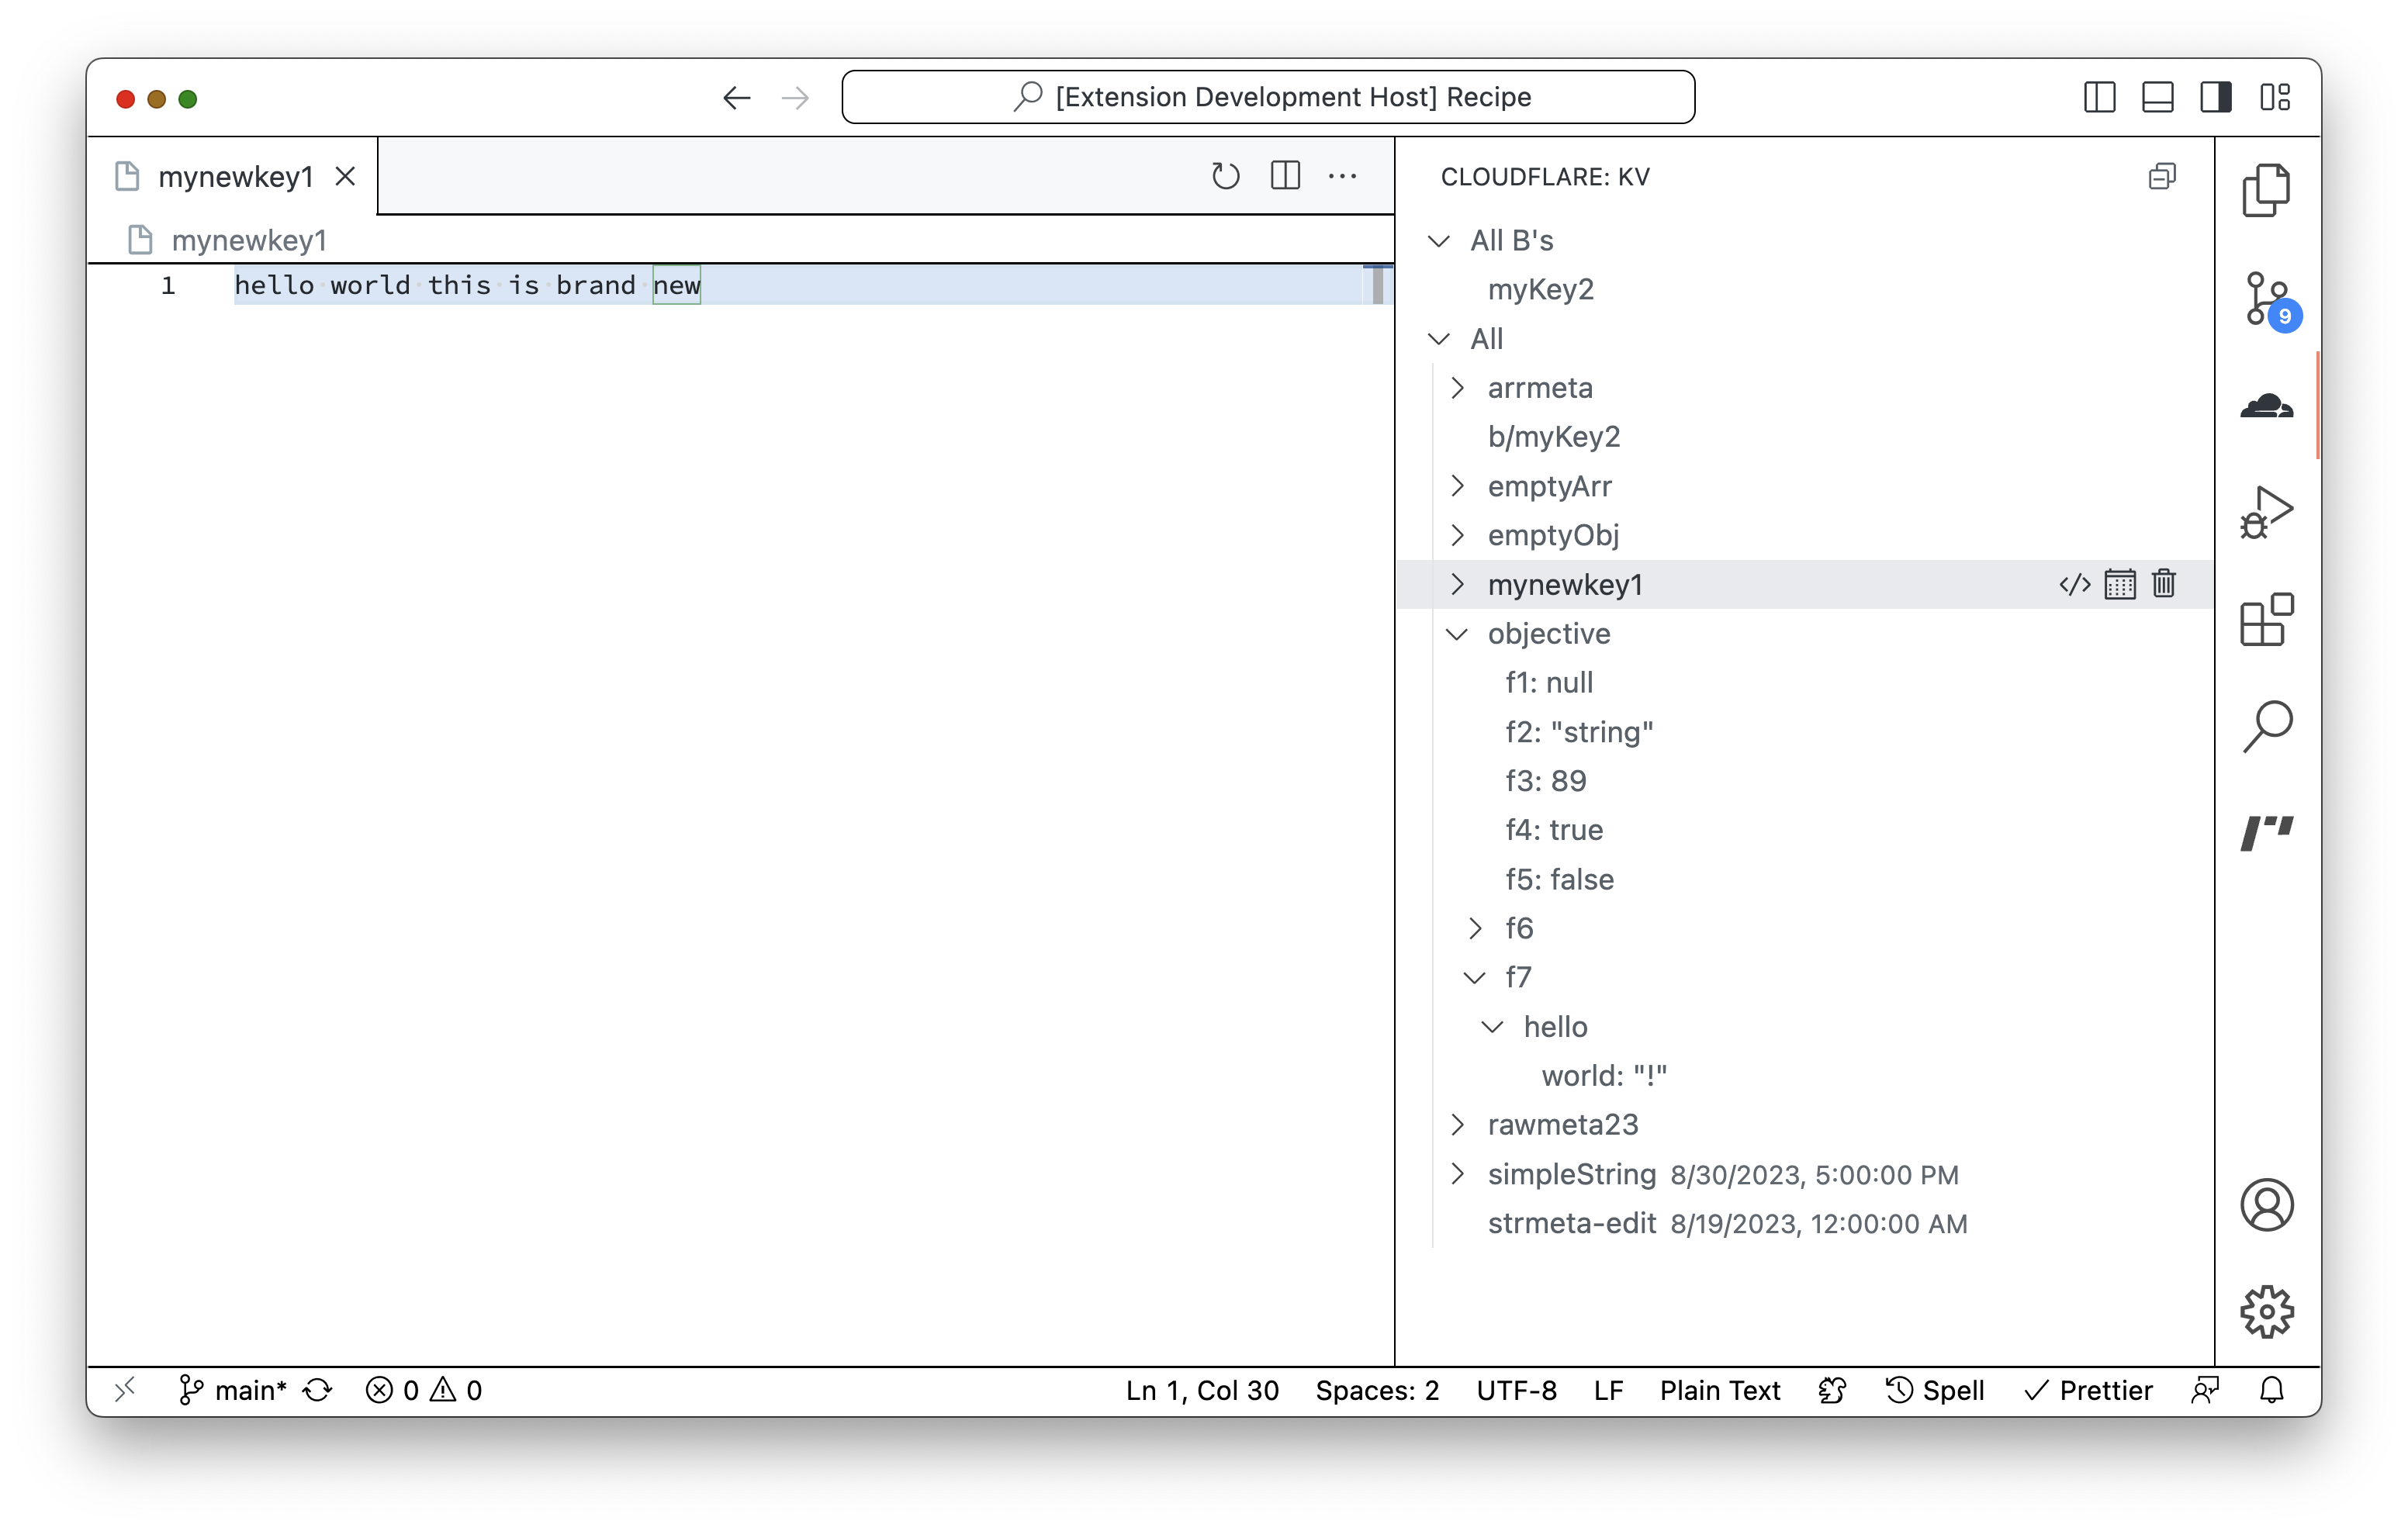 [Extension Development Host] Recipe
mynewkey1
mynewkey1
1 hello world this is brand new
CLOUDFLARE: KV
All B's
myKey2
All
arrmeta
b/myKey2
emptyArr
emptyObj
mynewkey1
objective
f1: null
f2: "string"
f3: 89
f4: true
f5: false
f6
f7
hello
world: "!"
rawmeta23
simpleString 8/30/2023, 5:00:00 PM
strmeta-edit 8/19/2023, 12:00:00 AM
9
main* 0 0 Ln 1, Col 30 Spaces: 2 UTF-8 LF Plain Text Spell Prettier